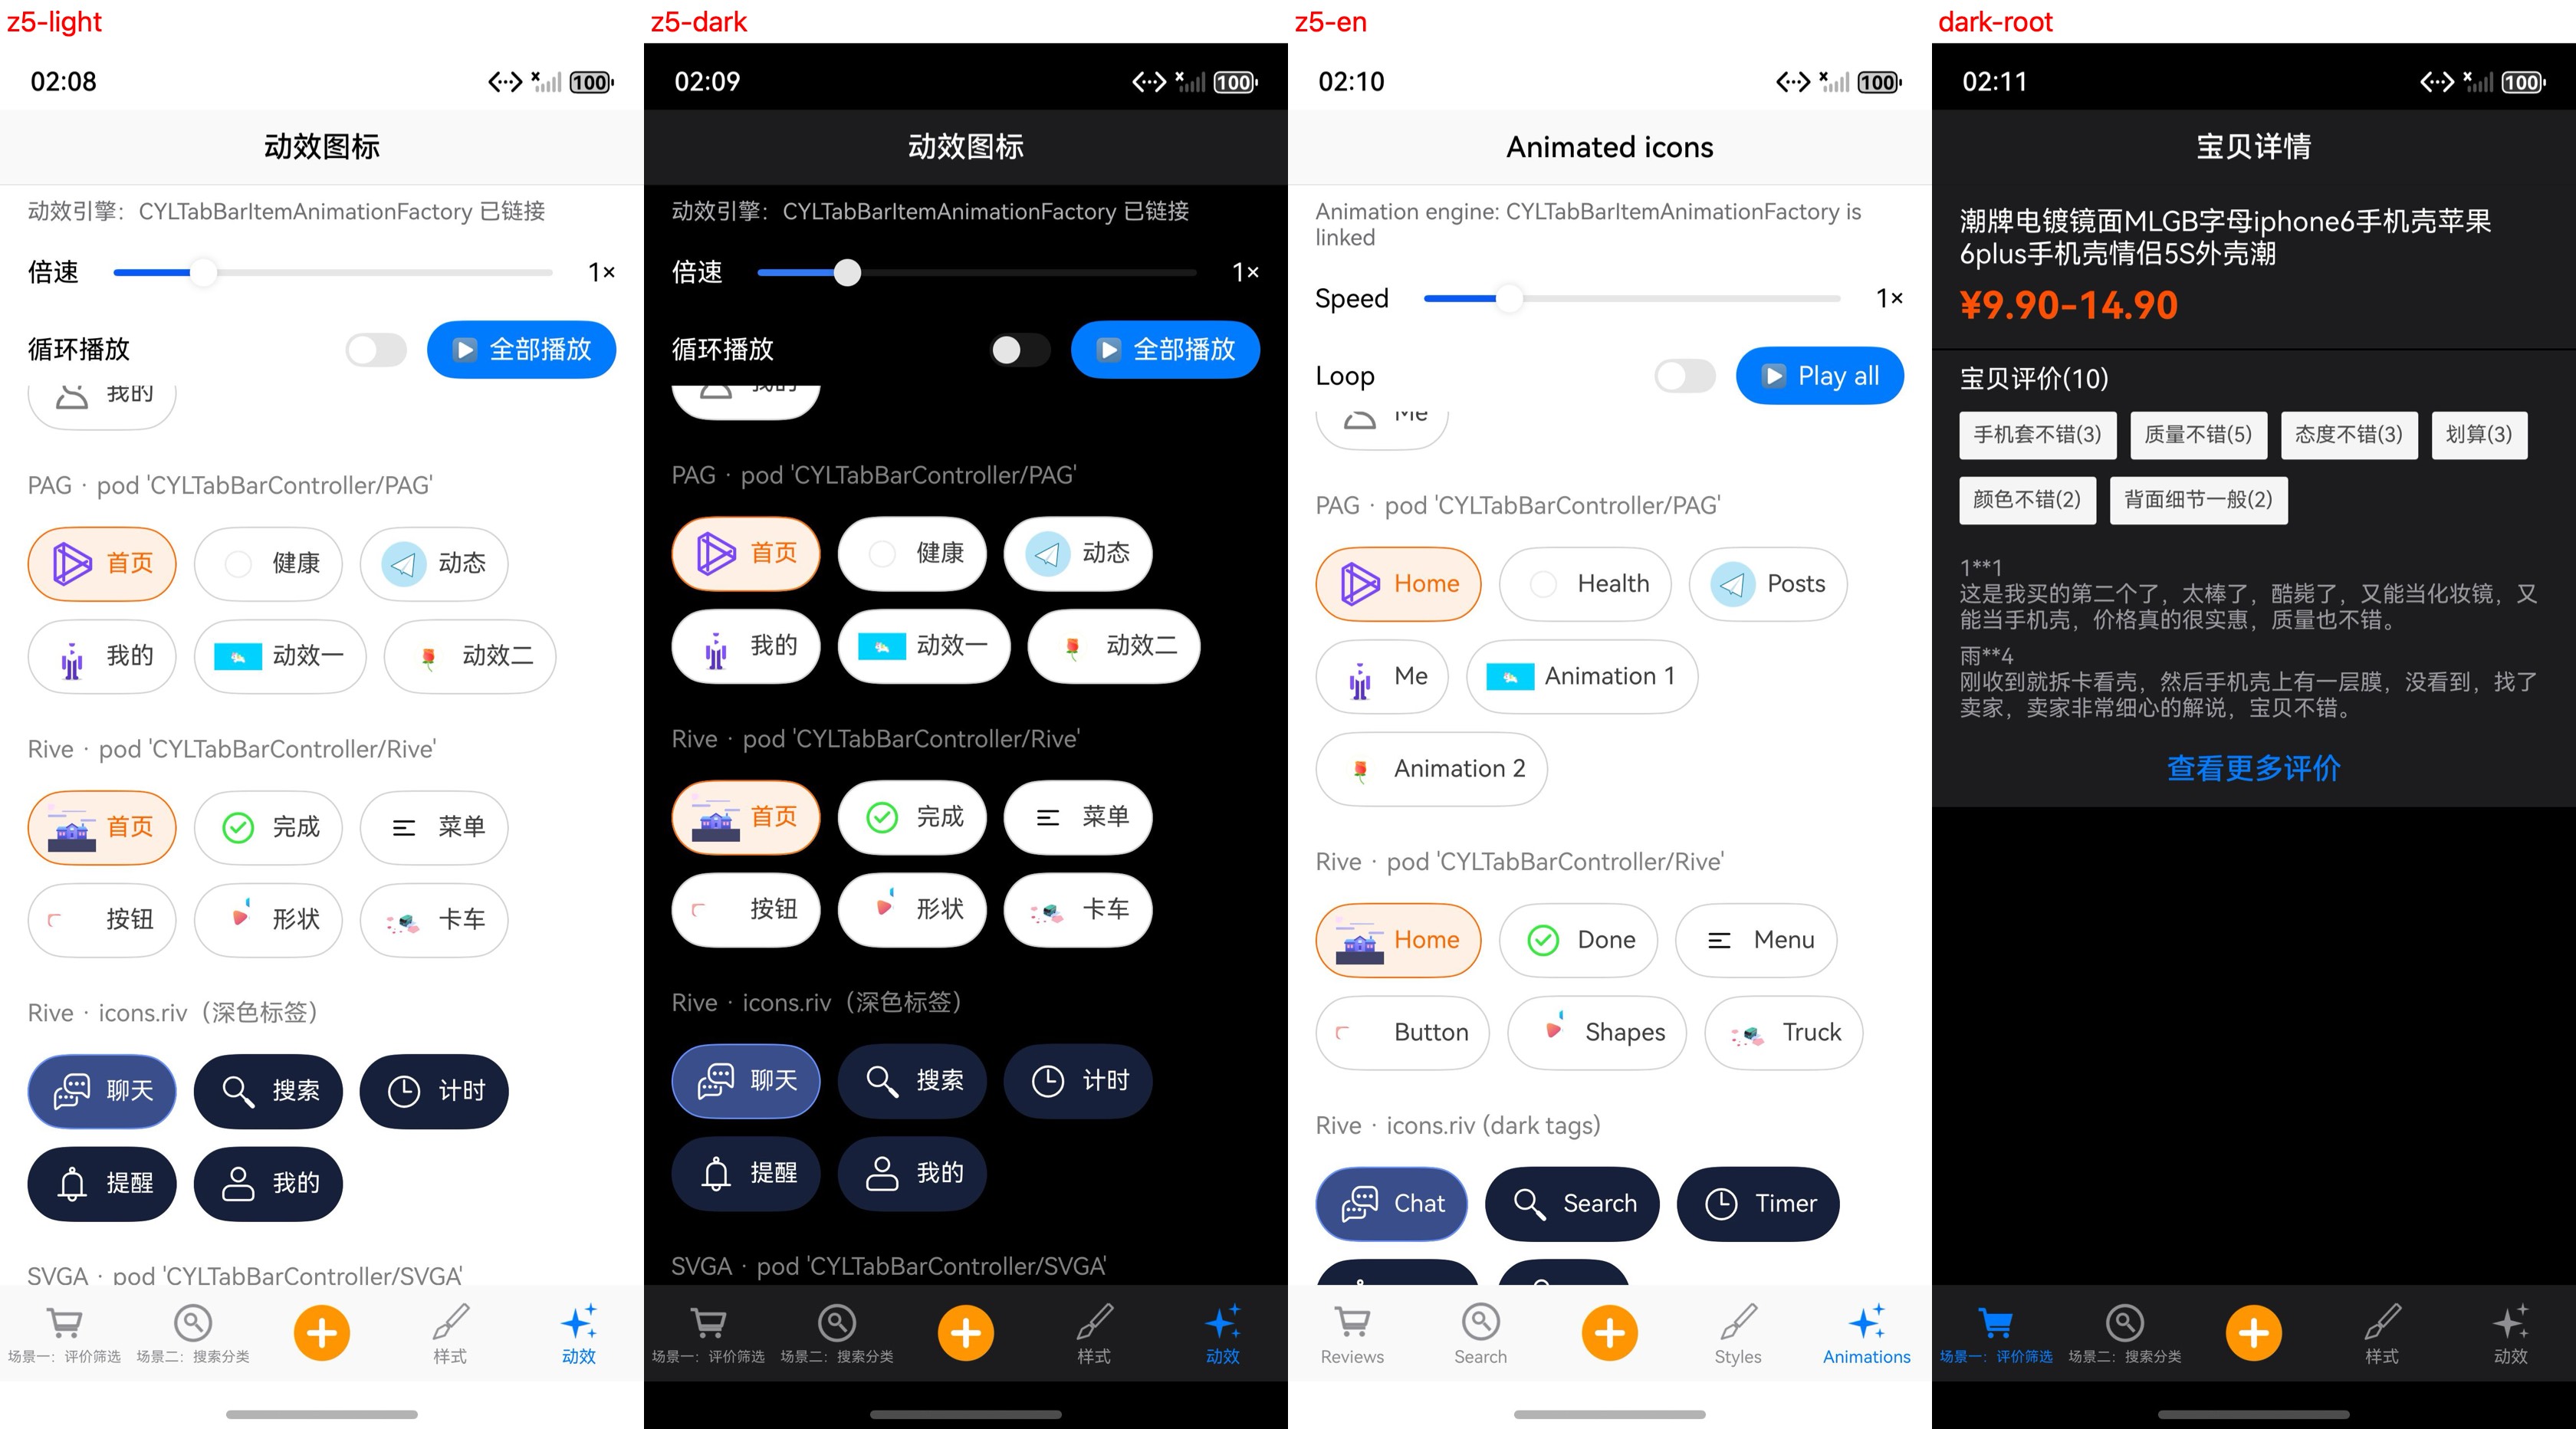 z5-light
02:08
100
动效图标
动效引擎：CYLTabBarItemAnimationFactory 已链接
倍速
1×
循环播放
全部播放
我的
PAG · pod 'CYLTabBarController/PAG'
首页
健康
动态
我的
动效一
动效二
Rive · pod 'CYLTabBarController/Rive'
首页
完成
菜单
按钮
形状
卡车
Rive · icons.riv（深色标签）
聊天
搜索
计时
提醒
我的
SVGA · pod 'CYLTabBarController/SVGA'
场景一：评价筛选
场景二：搜索分类
样式
动效
z5-dark
02:09
100
动效图标
动效引擎：CYLTabBarItemAnimationFactory 已链接
倍速
1×
循环播放
全部播放
我的
PAG · pod 'CYLTabBarController/PAG'
首页
健康
动态
我的
动效一
动效二
Rive · pod 'CYLTabBarController/Rive'
首页
完成
菜单
按钮
形状
卡车
Rive · icons.riv（深色标签）
聊天
搜索
计时
提醒
我的
SVGA · pod 'CYLTabBarController/SVGA'
场景一：评价筛选
场景二：搜索分类
样式
动效
z5-en
02:10
100
Animated icons
Animation engine: CYLTabBarItemAnimationFactory is
linked
Speed
1×
Loop
Play all
Me
PAG · pod 'CYLTabBarController/PAG'
Home
Health
Posts
Me
Animation 1
Animation 2
Rive · pod 'CYLTabBarController/Rive'
Home
Done
Menu
Button
Shapes
Truck
Rive · icons.riv (dark tags)
Chat
Search
Timer
Reviews
Search
Styles
Animations
dark-root
02:11
100
宝贝详情
潮牌电镀镜面MLGB字母iphone6手机壳苹果
6plus手机壳情侣5S外壳潮
¥9.90-14.90
宝贝评价(10)
手机套不错(3)
质量不错(5)
态度不错(3)
划算(3)
颜色不错(2)
背面细节一般(2)
1**1
这是我买的第二个了，太棒了，酷毙了，又能当化妆镜，又
能当手机壳，价格真的很实惠，质量也不错。
雨**4
刚收到就拆卡看壳，然后手机壳上有一层膜，没看到，找了
卖家，卖家非常细心的解说，宝贝不错。
查看更多评价
场景一：评价筛选
场景二：搜索分类
样式
动效